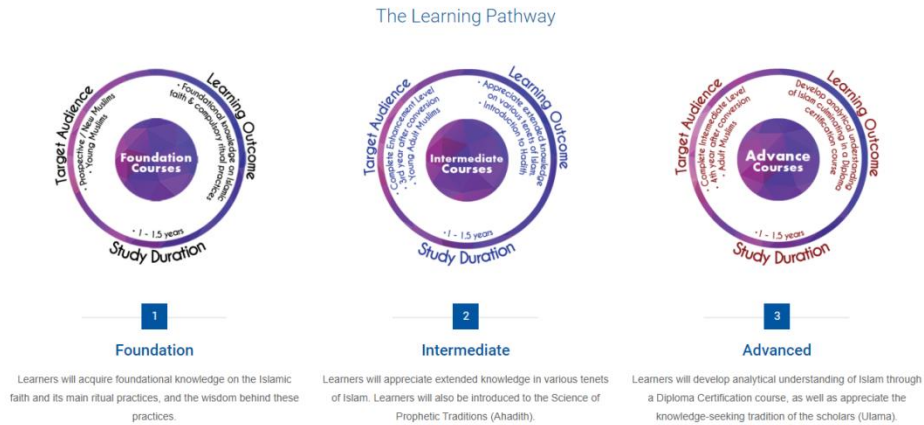 The Learning Pathway
Target Audience
• Prospective / New Muslims
• Young Muslims
Foundation
Courses
Learning Outcome
• Foundational knowledge on Islamic
faith & compulsory ritual practices
• 1 - 1.5 years
Study Duration
Target Audience
• Complete Enhancement Level
• 3rd year after conversion
• Young Adult Muslims
Intermediate
Courses
Learning Outcome
• Appreciate extended knowledge
on various tenets of Islam.
• Introduction to Hadith
• 1 - 1.5 years
Study Duration
Target Audience
• Complete Intermediate Level
• 4th year after conversion
• Adult Muslims
Advance
Courses
Learning Outcome
Develop analytical understanding
of Islam culminating in a Diploma
certification course
• 1 - 1.5 years
Study Duration
1
Foundation
Learners will acquire foundational knowledge on the Islamic
faith and its main ritual practices, and the wisdom behind these
practices.
2
Intermediate
Learners will appreciate extended knowledge in various tenets
of Islam. Learners will also be introduced to the Science of
Prophetic Traditions (Ahadith).
3
Advanced
Learners will develop analytical understanding of Islam through
a Diploma Certification course, as well as appreciate the
knowledge-seeking tradition of the scholars (Ulama).